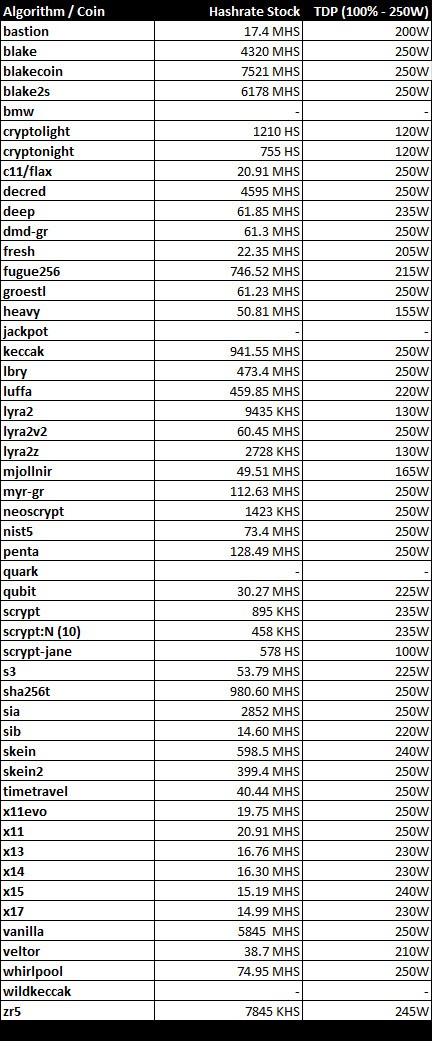 Algorithm / Coin Hashrate Stock TDP (100% - 250W)
bastion 17.4 MHS 200W
blake 4320 MHS 250W
blakecoin 7521 MHS 250W
blake2s 6178 MHS 250W
bmw - -
cryptolight 1210 HS 120W
cryptonight 755 HS 120W
c11/flax 20.91 MHS 250W
decred 4595 MHS 250W
deep 61.85 MHS 235W
dmd-gr 61.3 MHS 250W
fresh 22.35 MHS 205W
fugue256 746.52 MHS 215W
groestl 61.23 MHS 250W
heavy 50.81 MHS 155W
jackpot - -
keccak 941.55 MHS 250W
lbry 473.4 MHS 250W
luffa 459.85 MHS 220W
lyra2 9435 KHS 130W
lyra2v2 60.45 MHS 250W
lyra2z 2728 KHS 130W
mjollnir 49.51 MHS 165W
myr-gr 112.63 MHS 250W
neoscrypt 1423 KHS 250W
nist5 73.4 MHS 250W
penta 128.49 MHS 250W
quark - -
qubit 30.27 MHS 225W
scrypt 895 KHS 235W
scrypt:N (10) 458 KHS 235W
scrypt-jane 578 HS 100W
s3 53.79 MHS 225W
sha256t 980.60 MHS 250W
sia 2852 MHS 250W
sib 14.60 MHS 220W
skein 598.5 MHS 240W
skein2 399.4 MHS 250W
timetravel 40.44 MHS 250W
x11evo 19.75 MHS 250W
x11 20.91 MHS 250W
x13 16.76 MHS 230W
x14 16.30 MHS 230W
x15 15.19 MHS 240W
x17 14.99 MHS 230W
vanilla 5845 MHS 250W
veltor 38.7 MHS 210W
whirlpool 74.95 MHS 250W
wildkeccak - -
zr5 7845 KHS 245W